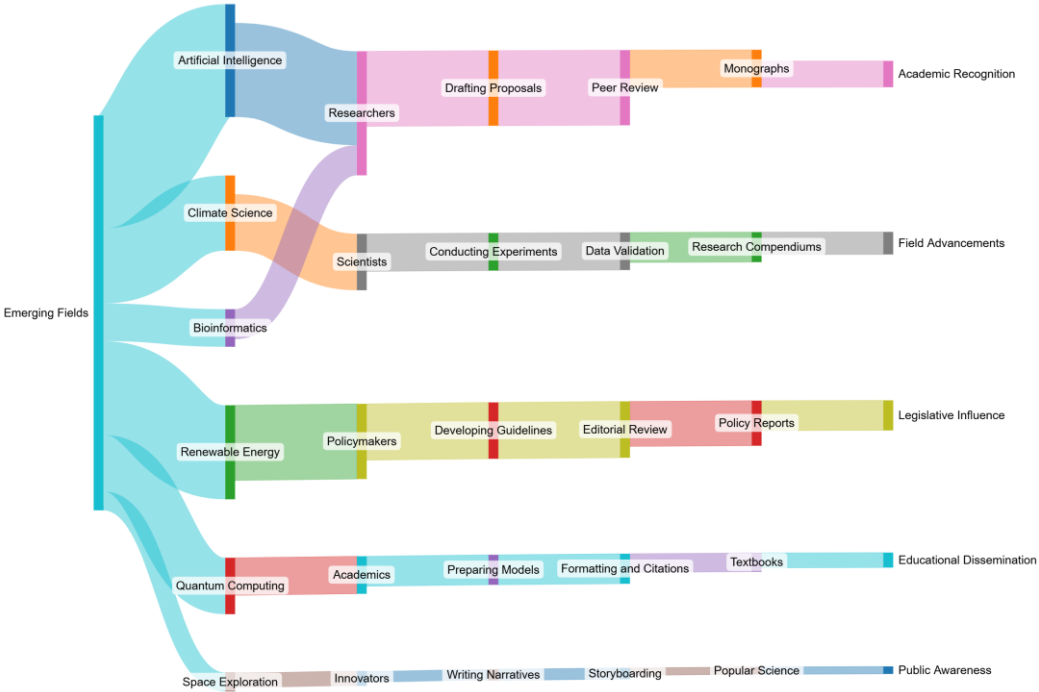 Emerging Fields
Artificial Intelligence
Climate Science
Bioinformatics
Renewable Energy
Quantum Computing
Space Exploration
Researchers
Scientists
Policymakers
Academics
Innovators
Drafting Proposals
Conducting Experiments
Developing Guidelines
Preparing Models
Writing Narratives
Peer Review
Data Validation
Editorial Review
Formatting and Citations
Storyboarding
Monographs
Research Compendiums
Policy Reports
Textbooks
Popular Science
Academic Recognition
Field Advancements
Legislative Influence
Educational Dissemination
Public Awareness